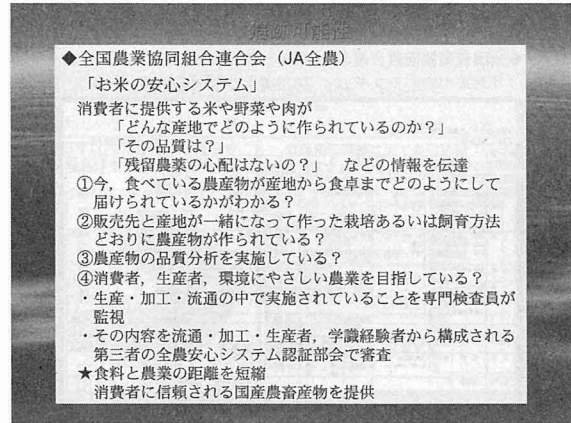 追跡可能性
◆全国農業協同組合連合会（JA全農）
「お米の安心システム」
消費者に提供する米や野菜や肉が
「どんな産地でどのように作られているのか？」
「その品質は？」
「残留農薬の心配はないの？」 などの情報を伝達
①今，食べている農産物が産地から食卓までどのようにして
届けられているかがわかる？
②販売先と産地が一緒になって作った栽培あるいは飼育方法
どおりに農産物が作られている？
③農産物の品質分析を実施している？
④消費者，生産者，環境にやさしい農業を目指している？
・生産・加工・流通の中で実施されていることを専門検査員が
監視
・その内容を流通・加工・生産者，学識経験者から構成される
第三者の全農安心システム認証部会で審査
★食料と農業の距離を短縮
消費者に信頼される国産農畜産物を提供